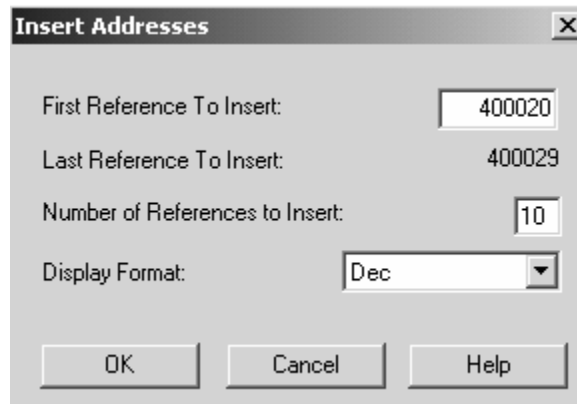 Insert Addresses
First Reference To Insert: 400020
Last Reference To Insert: 400029
Number of References to Insert: 10
Display Format: Dec
OK Cancel Help